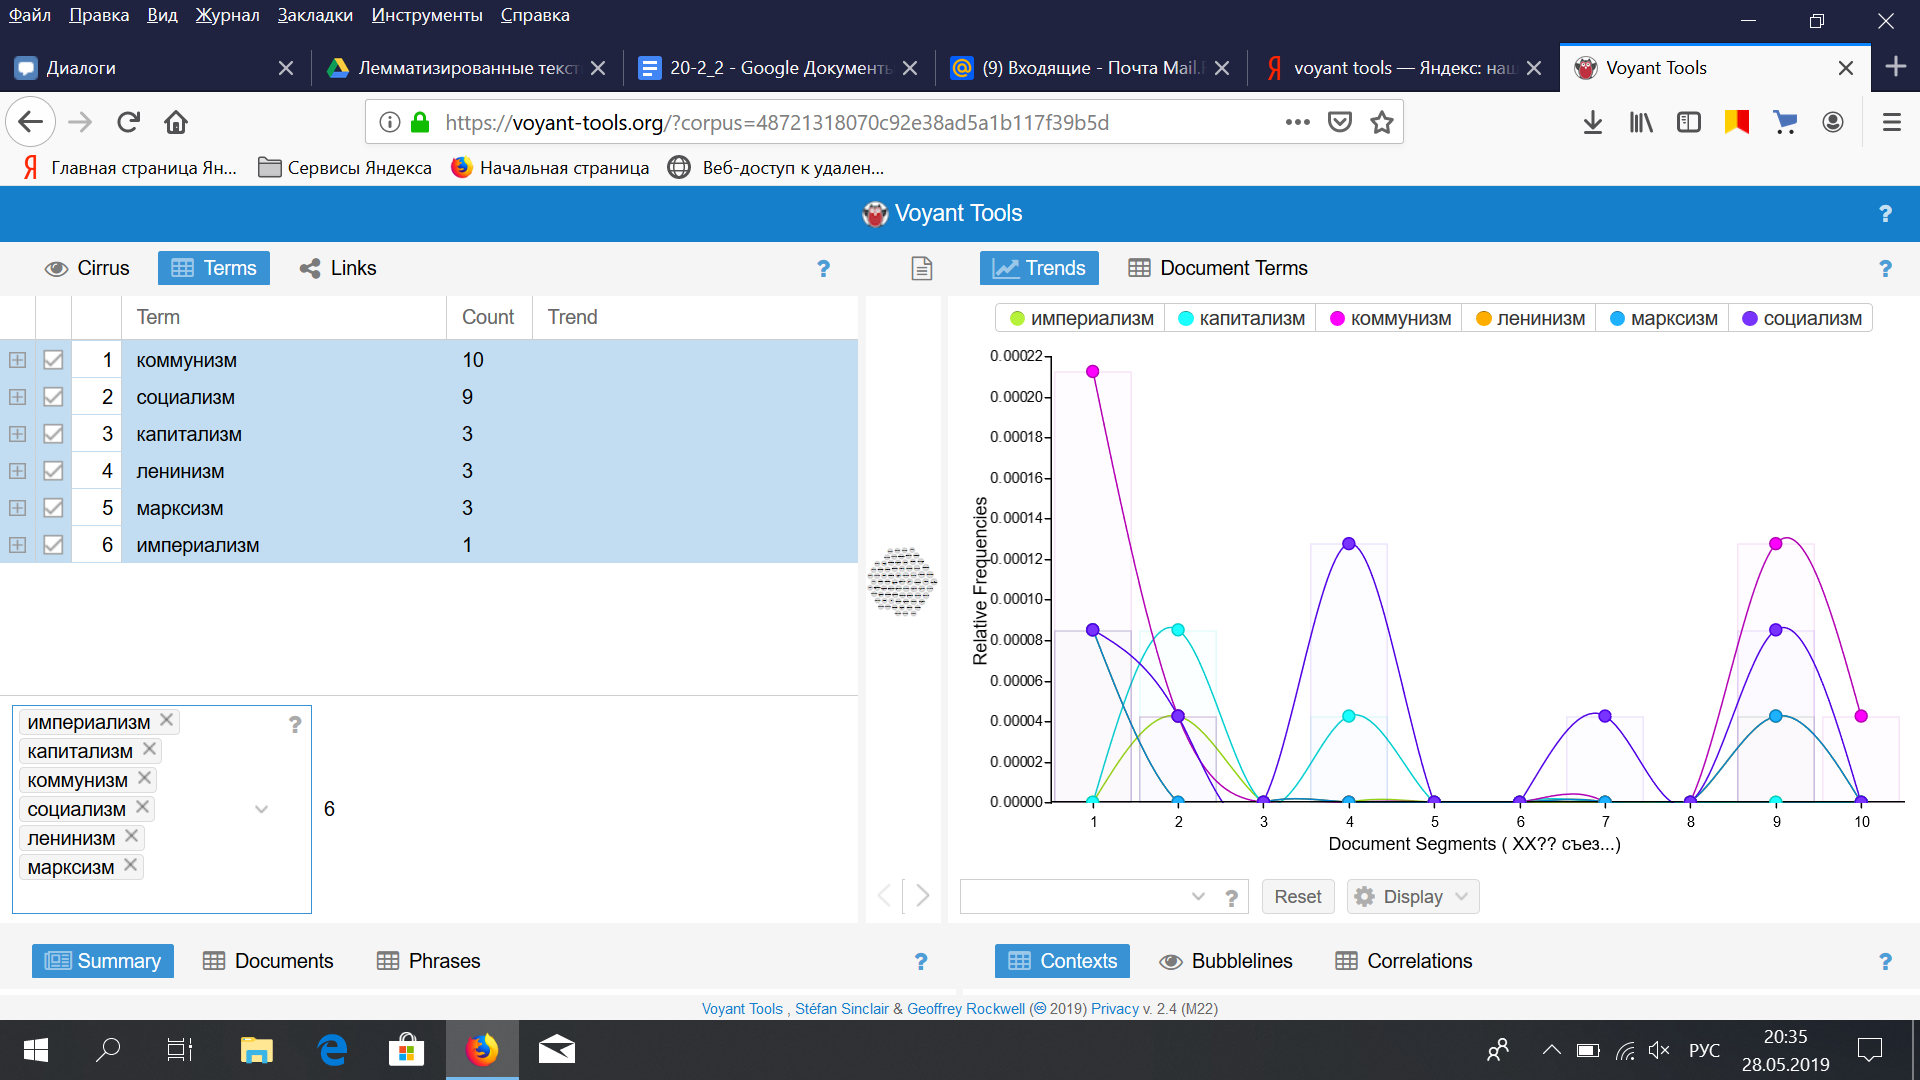 Файл Правка Вид Журнал Закладки Инструменты Справка
Диалоги
Лемматизированные текст
20-2_2 - Google Документы
(9) Входящие - Почта Mail.
voyant tools — Яндекс: наш
Voyant Tools
https://voyant-tools.org/?corpus=48721318070c92e38ad5a1b117f39b5d
Главная страница Ян...
Сервисы Яндекса
Начальная страница
Веб-доступ к удален...
Voyant Tools ?
Cirrus Terms Links ?
Term Count Trend
1 коммунизм 10
2 социализм 9
3 капитализм 3
4 ленинизм 3
5 марксизм 3
6 империализм 1
империализм ?
капитализм
коммунизм
социализм
ленинизм
марксизм
6
Trends Document Terms ?
империализм капитализм коммунизм ленинизм марксизм социализм
0.00022
0.00020
0.00018
0.00016
0.00014
0.00012
0.00010
0.00008
0.00006
0.00004
0.00002
0.00000
Relative Frequencies
1 2 3 4 5 6 7 8 9 10
Document Segments ( XX?? съез...)
? Reset Display
Summary Documents Phrases ?
Contexts Bubblelines Correlations ?
Voyant Tools , Stéfan Sinclair & Geoffrey Rockwell (© 2019) Privacy v. 2.4 (M22)
РУС
20:35
28.05.2019